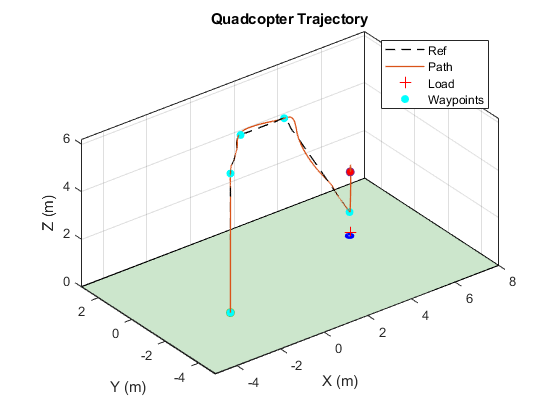 Quadcopter Trajectory
Ref
Path
Load
Waypoints
6
4
2
0
Z (m)
2
0
-2
-4
Y (m)
-4
-2
0
2
4
6
8
X (m)